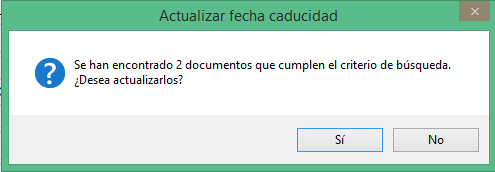 Actualizar fecha caducidad
Se han encontrado 2 documentos que cumplen el criterio de búsqueda.
¿Desea actualizarlos?
Sí
No